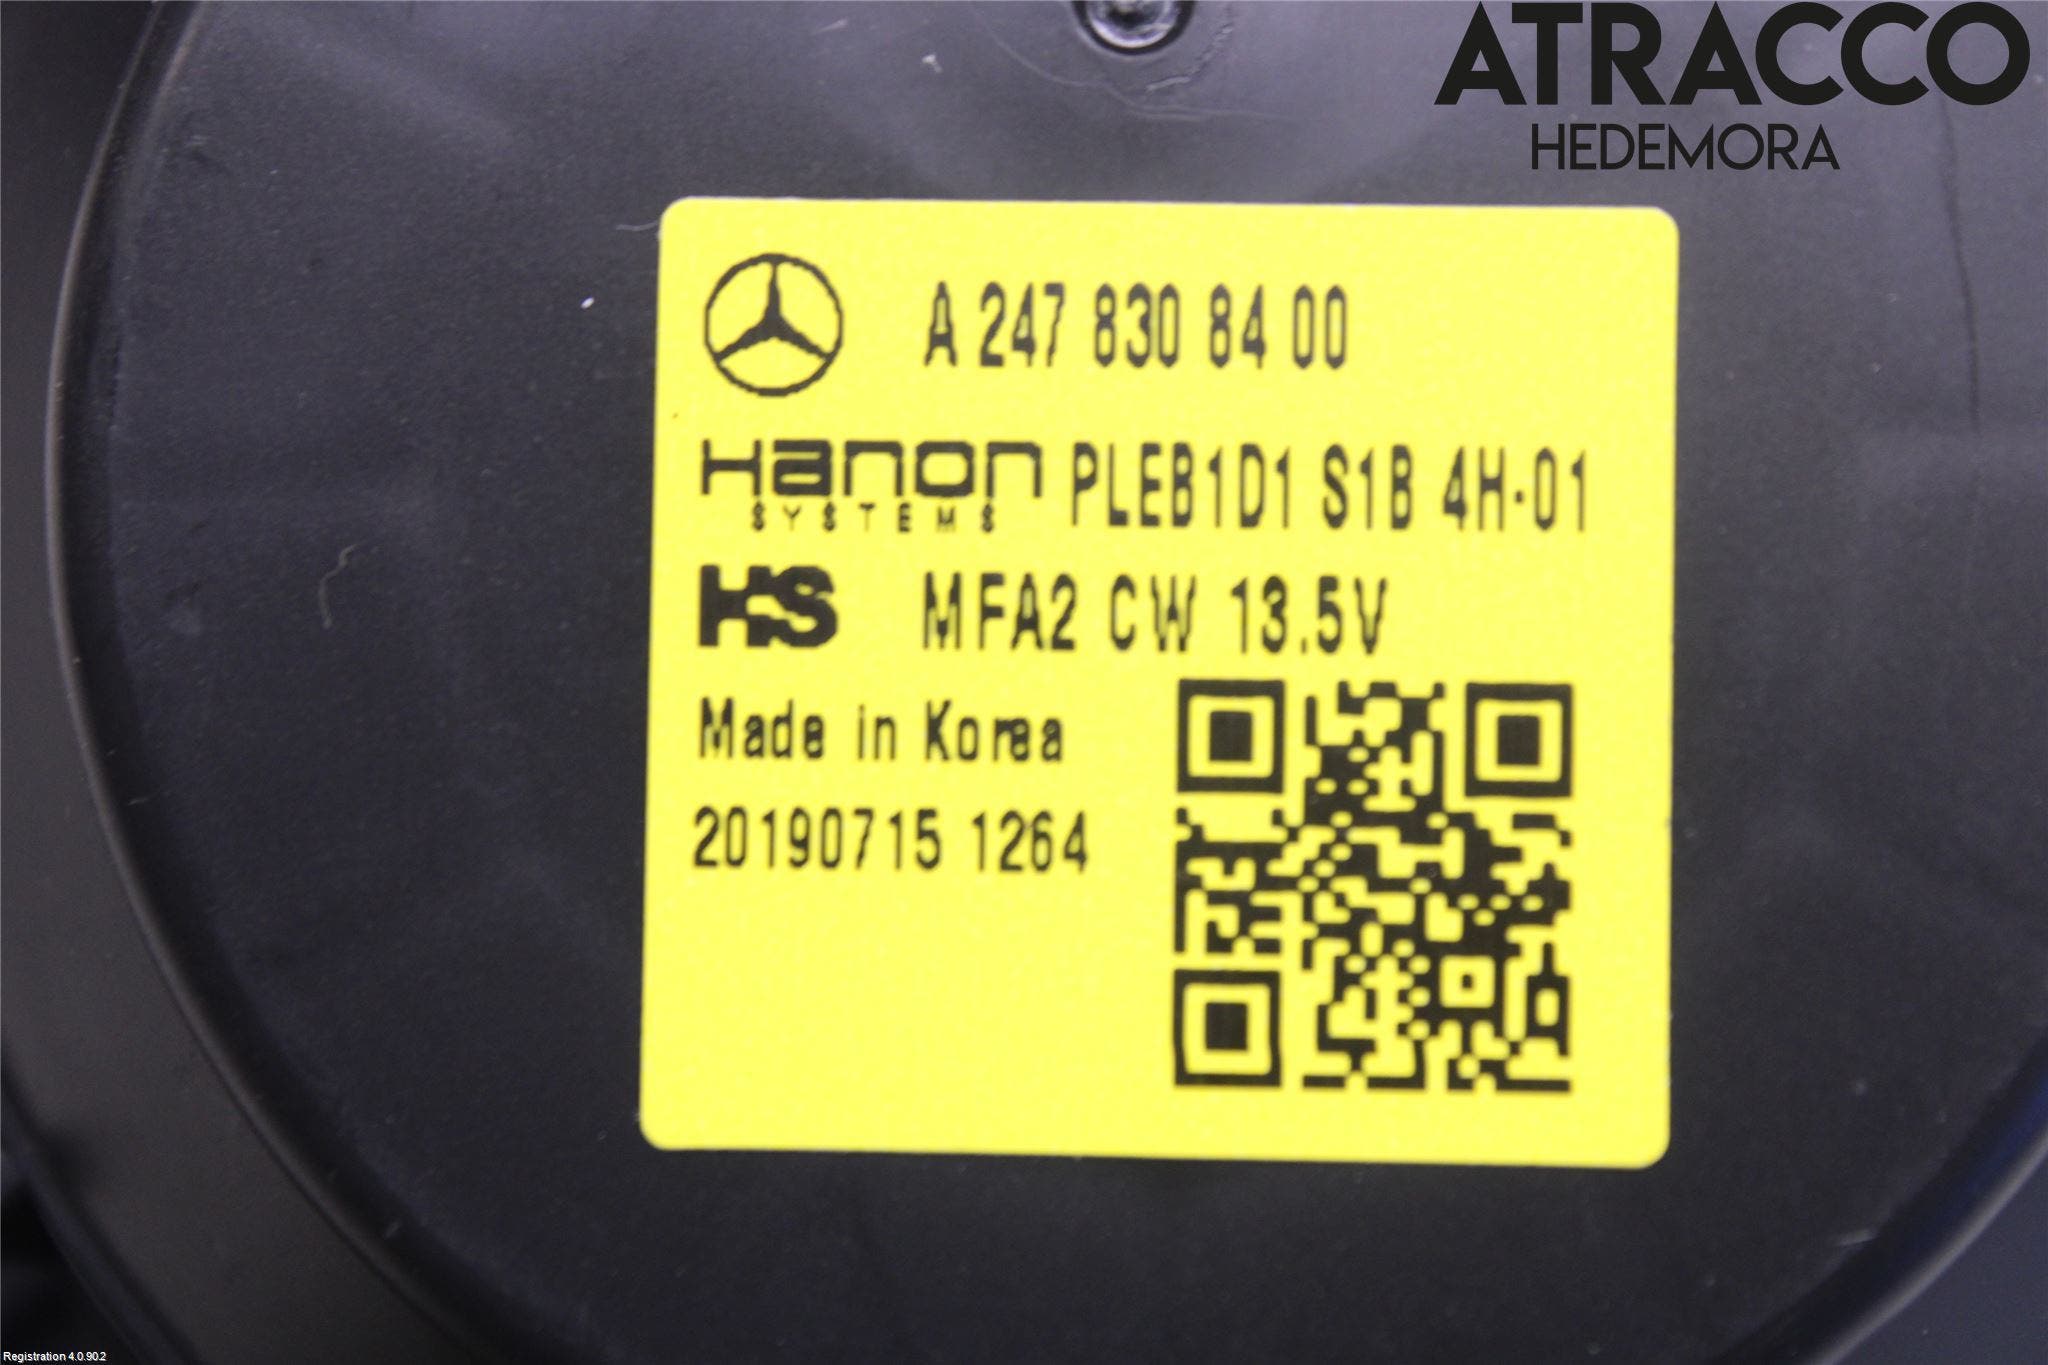 ATRACCO
HEDEMORA
A 247 830 84 00
Hanon PLEB1D1 S1B 4H-01
SYSTEMS
HS MFA2 CW 13.5V
Made in Korea
20190715 1264
Registration 4.0.90.2